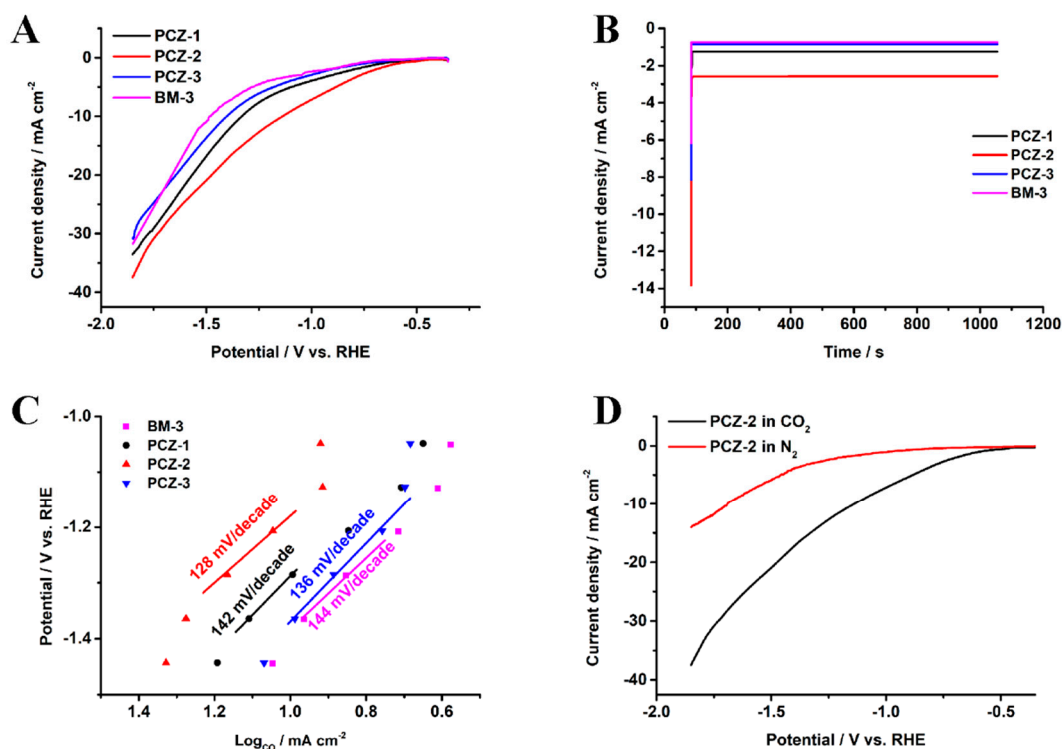 A
PCZ-1
PCZ-2
PCZ-3
BM-3
0
-10
-20
-30
-40
Current density / mA cm-2
-2.0 -1.5 -1.0 -0.5
Potential / V vs. RHE
B
0
-2
-4
-6
-8
-10
-12
-14
Current density / mA cm-2
PCZ-1
PCZ-2
PCZ-3
BM-3
0 200 400 600 800 1000 1200
Time / s
C
BM-3
PCZ-1
PCZ-2
PCZ-3
-1.0
-1.2
-1.4
Potential / V vs. RHE
128 mV/decade
142 mV/decade
136 mV/decade
144 mV/decade
1.4 1.2 1.0 0.8 0.6
LogCO / mA cm-2
D
PCZ-2 in CO2
PCZ-2 in N2
0
-10
-20
-30
-40
Current density / mA cm-2
-2.0 -1.5 -1.0 -0.5
Potential / V vs. RHE